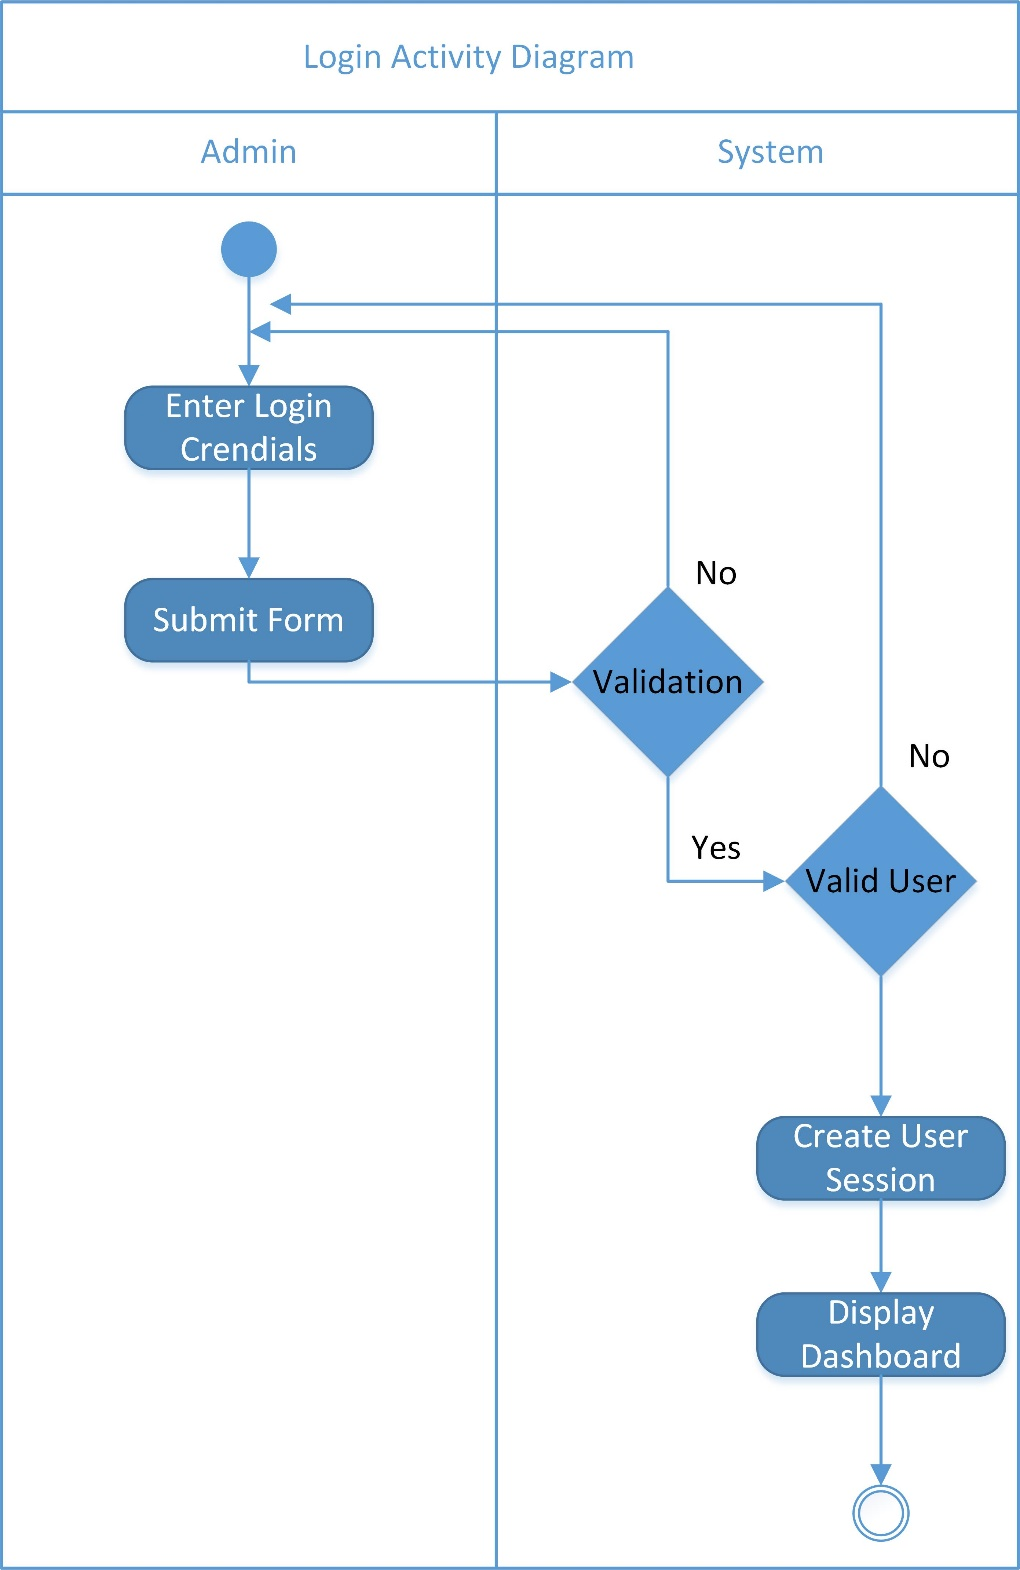 Login Activity Diagram
Admin
System
Enter Login
Crendials
Submit Form
No
Validation
No
Yes
Valid User
Create User
Session
Display
Dashboard